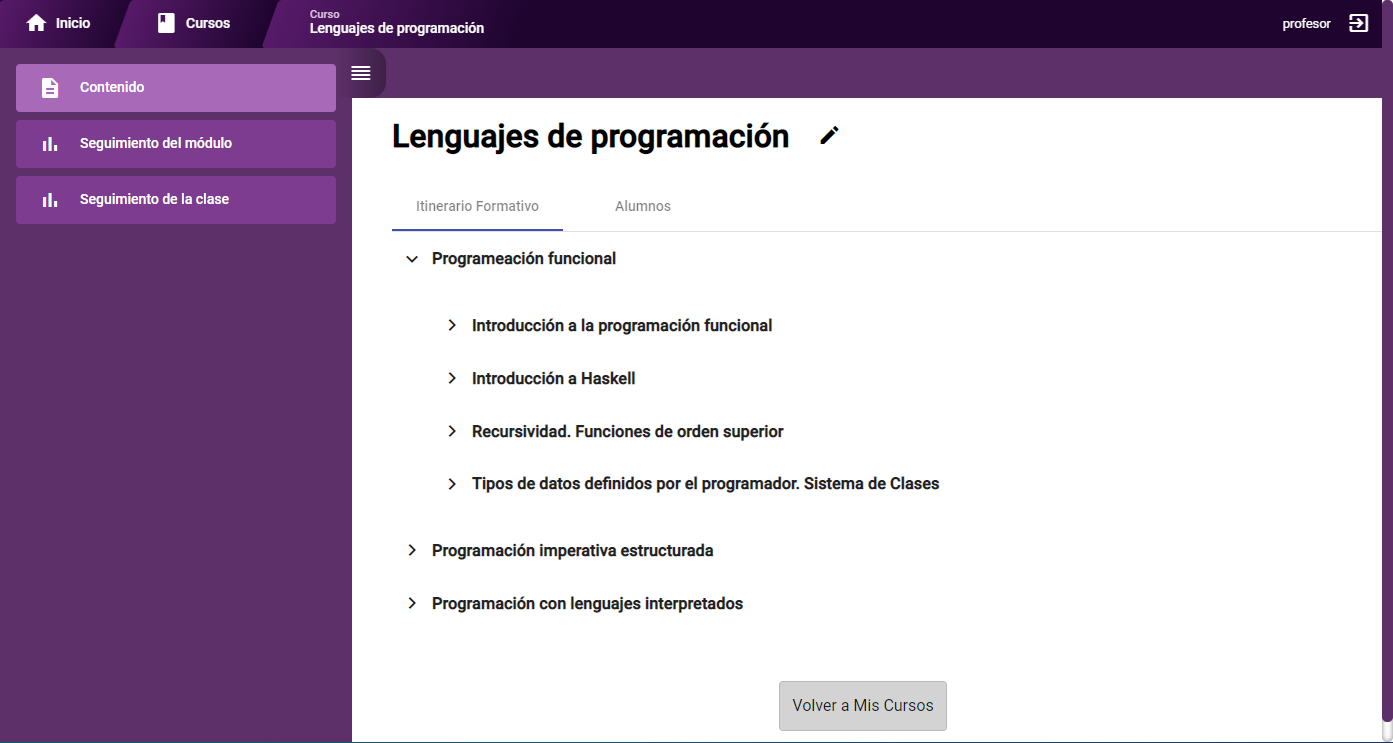 Inicio
Cursos
Curso
Lenguajes de programación
profesor
Contenido
Seguimiento del módulo
Seguimiento de la clase
Lenguajes de programación
Itinerario Formativo
Alumnos
Programeación funcional
Introducción a la programación funcional
Introducción a Haskell
Recursividad. Funciones de orden superior
Tipos de datos definidos por el programador. Sistema de Clases
Programación imperativa estructurada
Programación con lenguajes interpretados
Volver a Mis Cursos